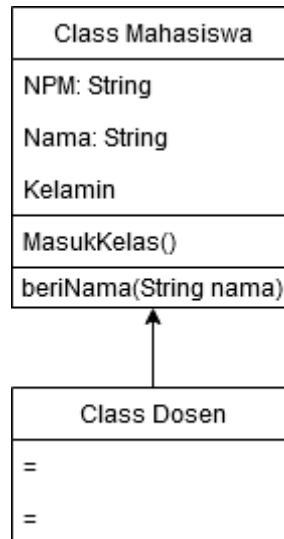 Class Mahasiswa
NPM: String
Nama: String
Kelamin
MasukKelas()
beriNama(String nama)
Class Dosen
=
=